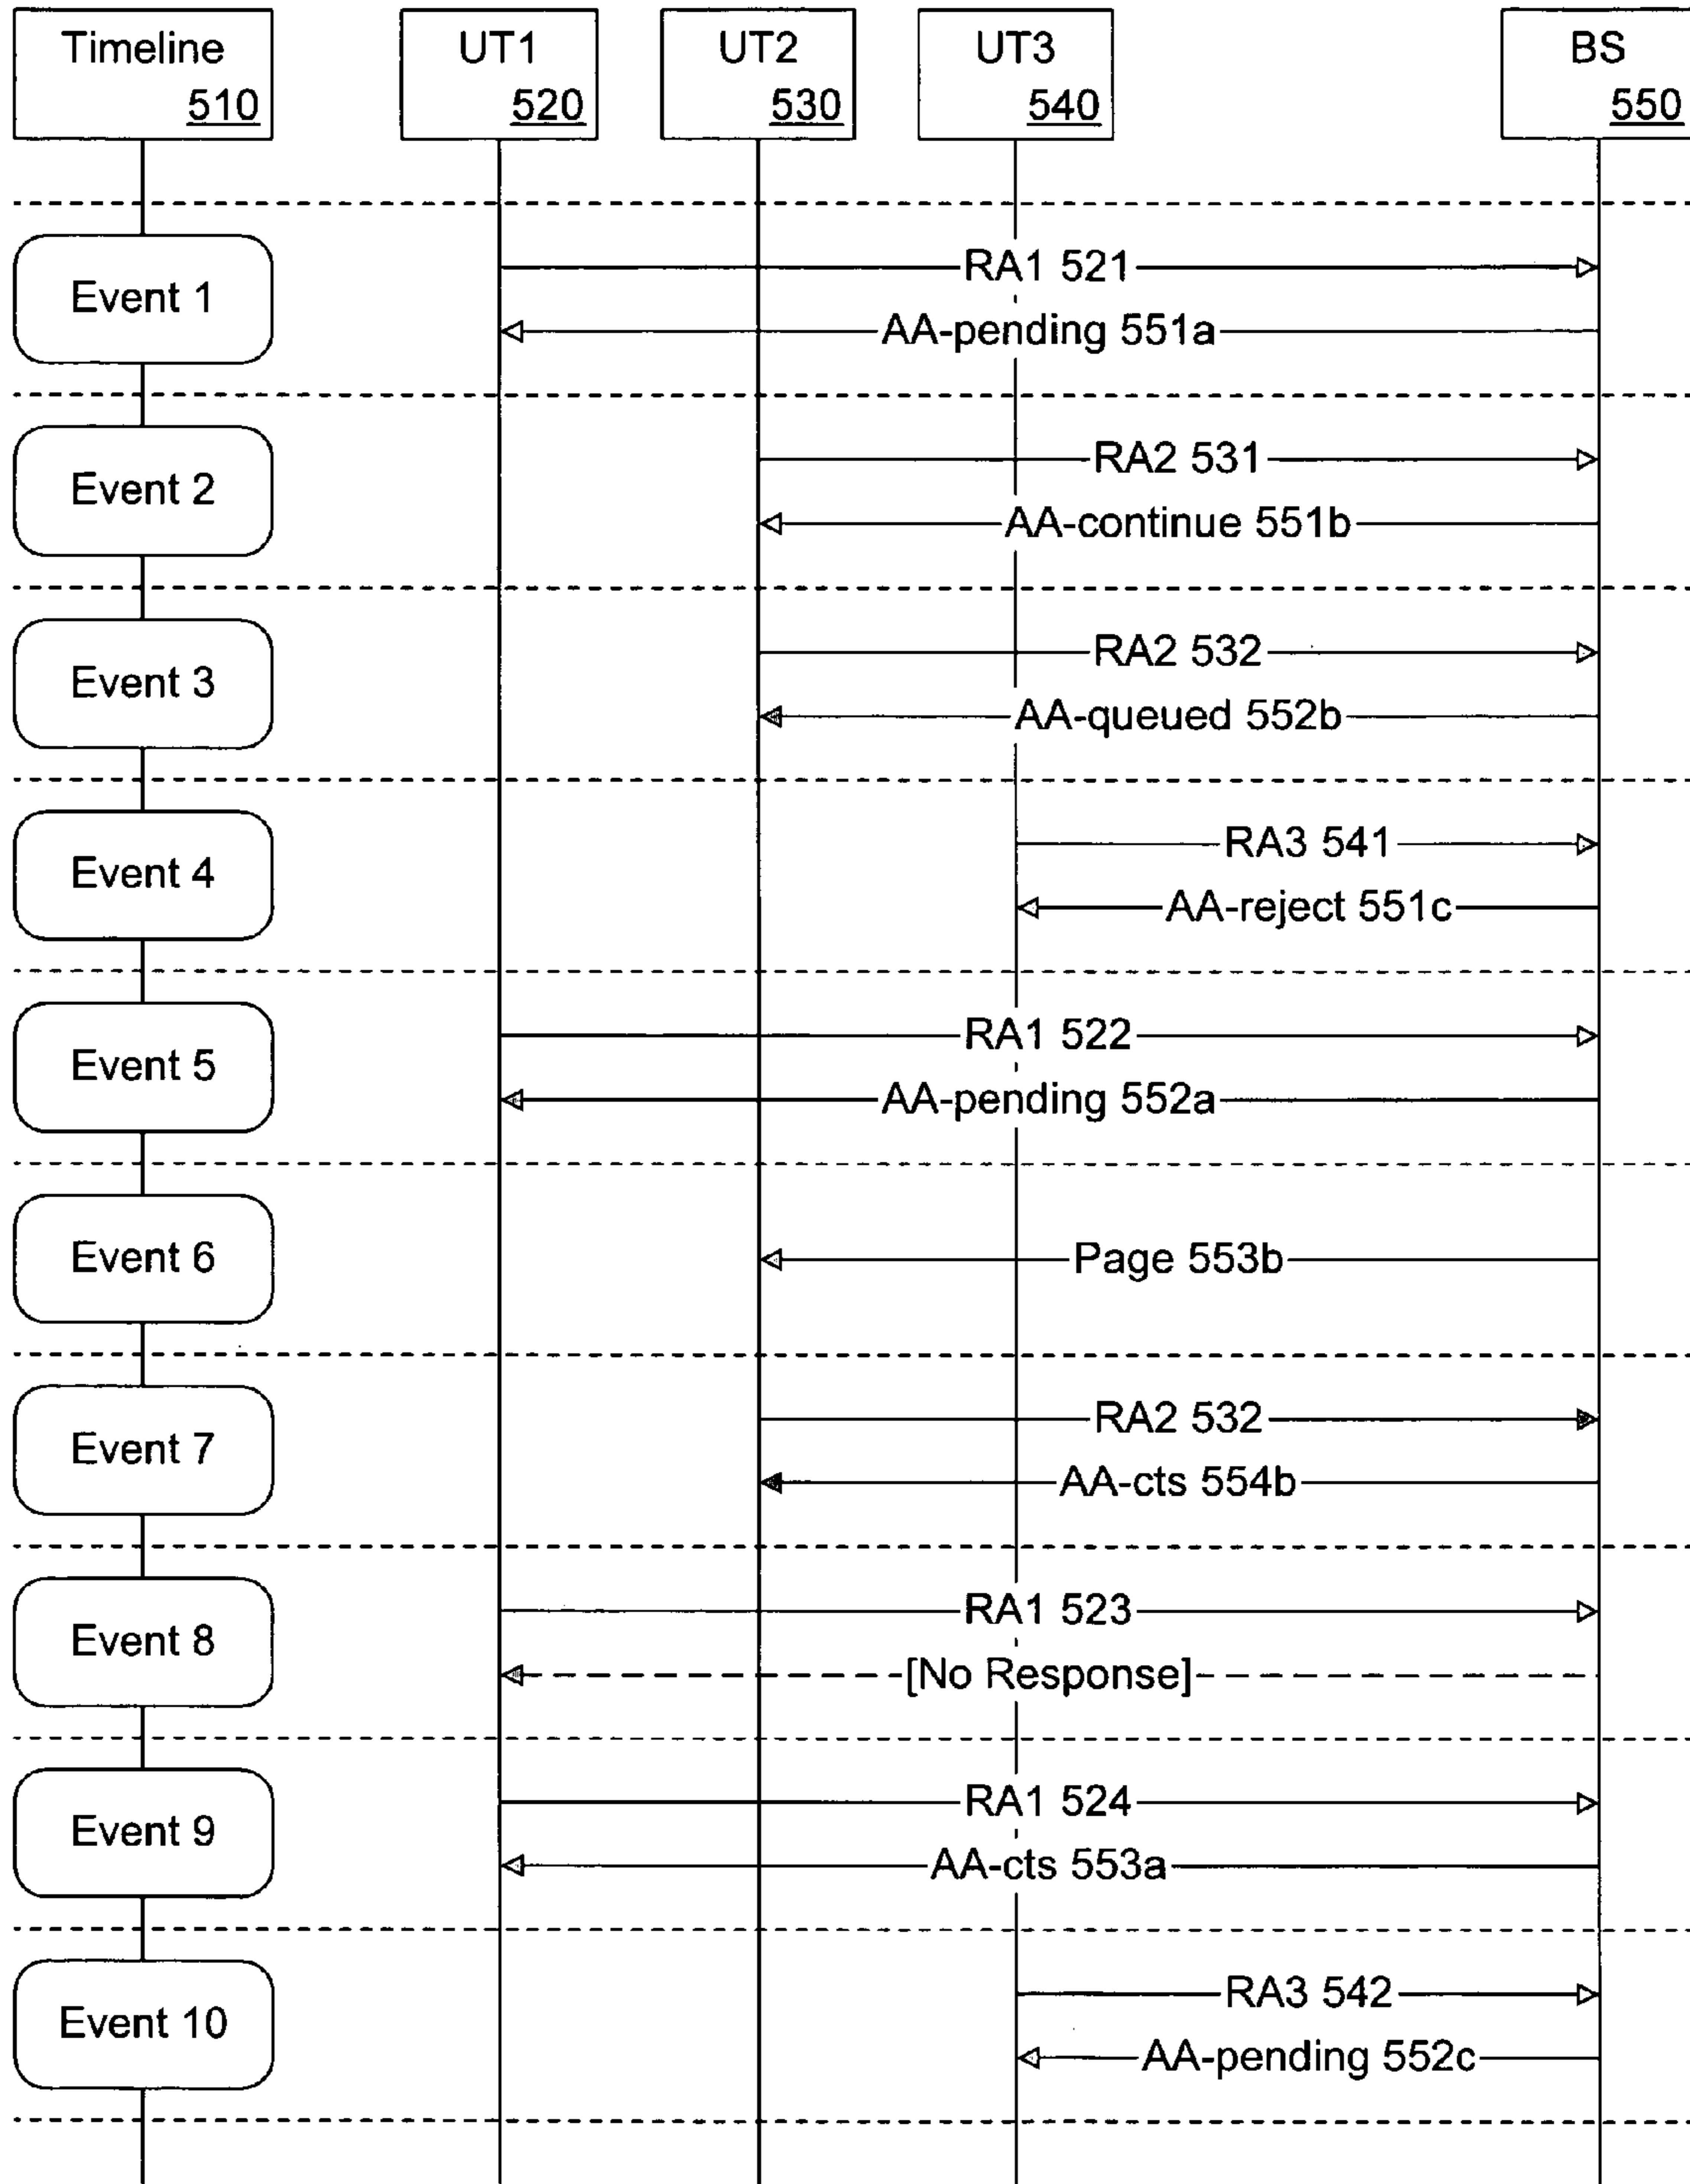 Timeline
510
UT1
520
UT2
530
UT3
540
BS
550
Event 1
RA1 521
AA-pending 551a
Event 2
RA2 531
AA-continue 551b
Event 3
RA2 532
AA-queued 552b
Event 4
RA3 541
AA-reject 551c
Event 5
RA1 522
AA-pending 552a
Event 6
Page 553b
Event 7
RA2 532
AA-cts 554b
Event 8
RA1 523
[No Response]
Event 9
RA1 524
AA-cts 553a
Event 10
RA3 542
AA-pending 552c